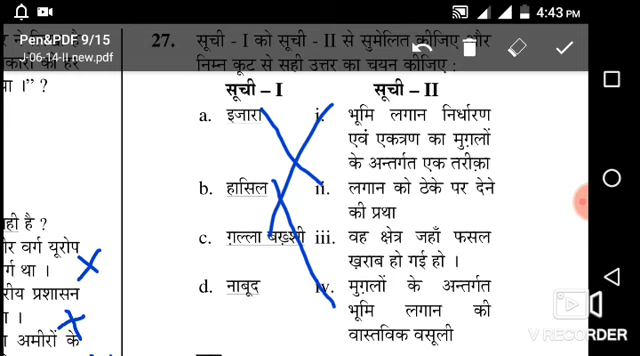 4:43 PM
Pen&PDF 9/15
J-06-14-II new.pdf
27. सूची - I को सूची - II से सुमेलित कीजिए और
निम्न कूट से सही उत्तर का चयन कीजिए :
सूची – I सूची – II
a. इजारा i. भूमि लगान निर्धारण
एवं एकत्रण का मुग़लों
के अन्तर्गत एक तरीक़ा
b. हासिल ii. लगान को ठेके पर देने
की प्रथा
c. ग़ल्ला बख़्शी iii. वह क्षेत्र जहाँ फसल
ख़राब हो गई हो ।
d. नाबूद iv. मुग़लों के अन्तर्गत
भूमि लगान की
वास्तविक वसूली
या ।” ?
ही है ?
वर्ग यूरोप
र्ग था ।
रीय प्रशासन
ा ।
अमीरों के
V RECORDER